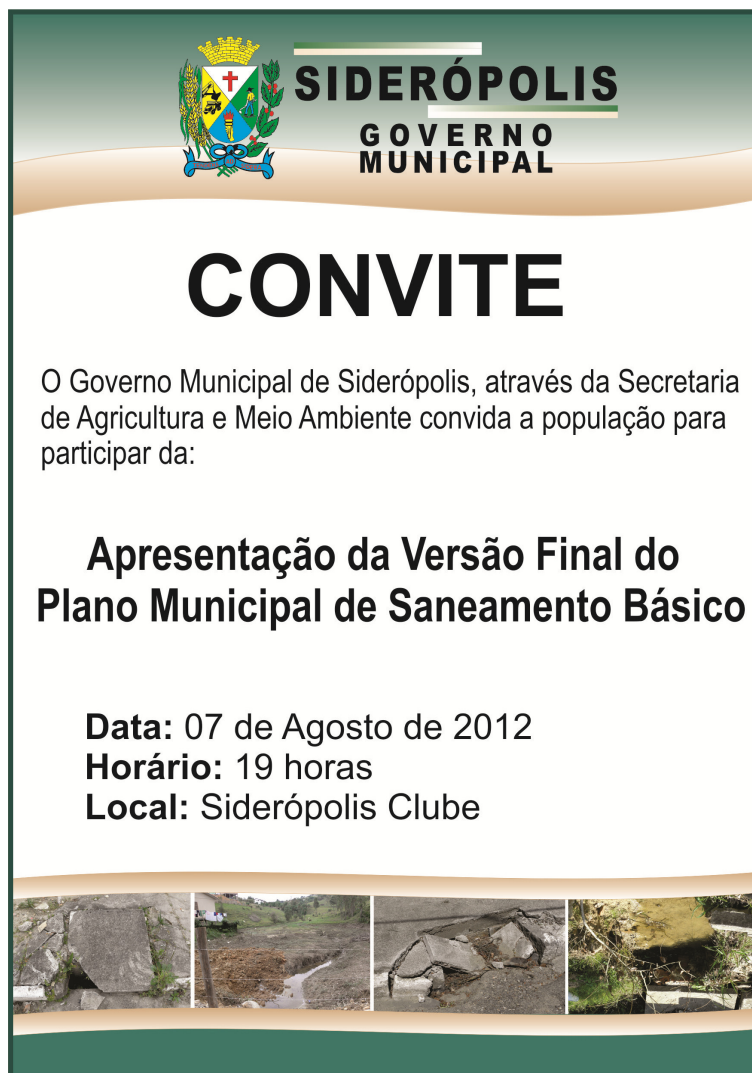 SIDERÓPOLIS
GOVERNO
MUNICIPAL
CONVITE
O Governo Municipal de Siderópolis, através da Secretaria
de Agricultura e Meio Ambiente convida a população para
participar da:
Apresentação da Versão Final do
Plano Municipal de Saneamento Básico
Data: 07 de Agosto de 2012
Horário: 19 horas
Local: Siderópolis Clube